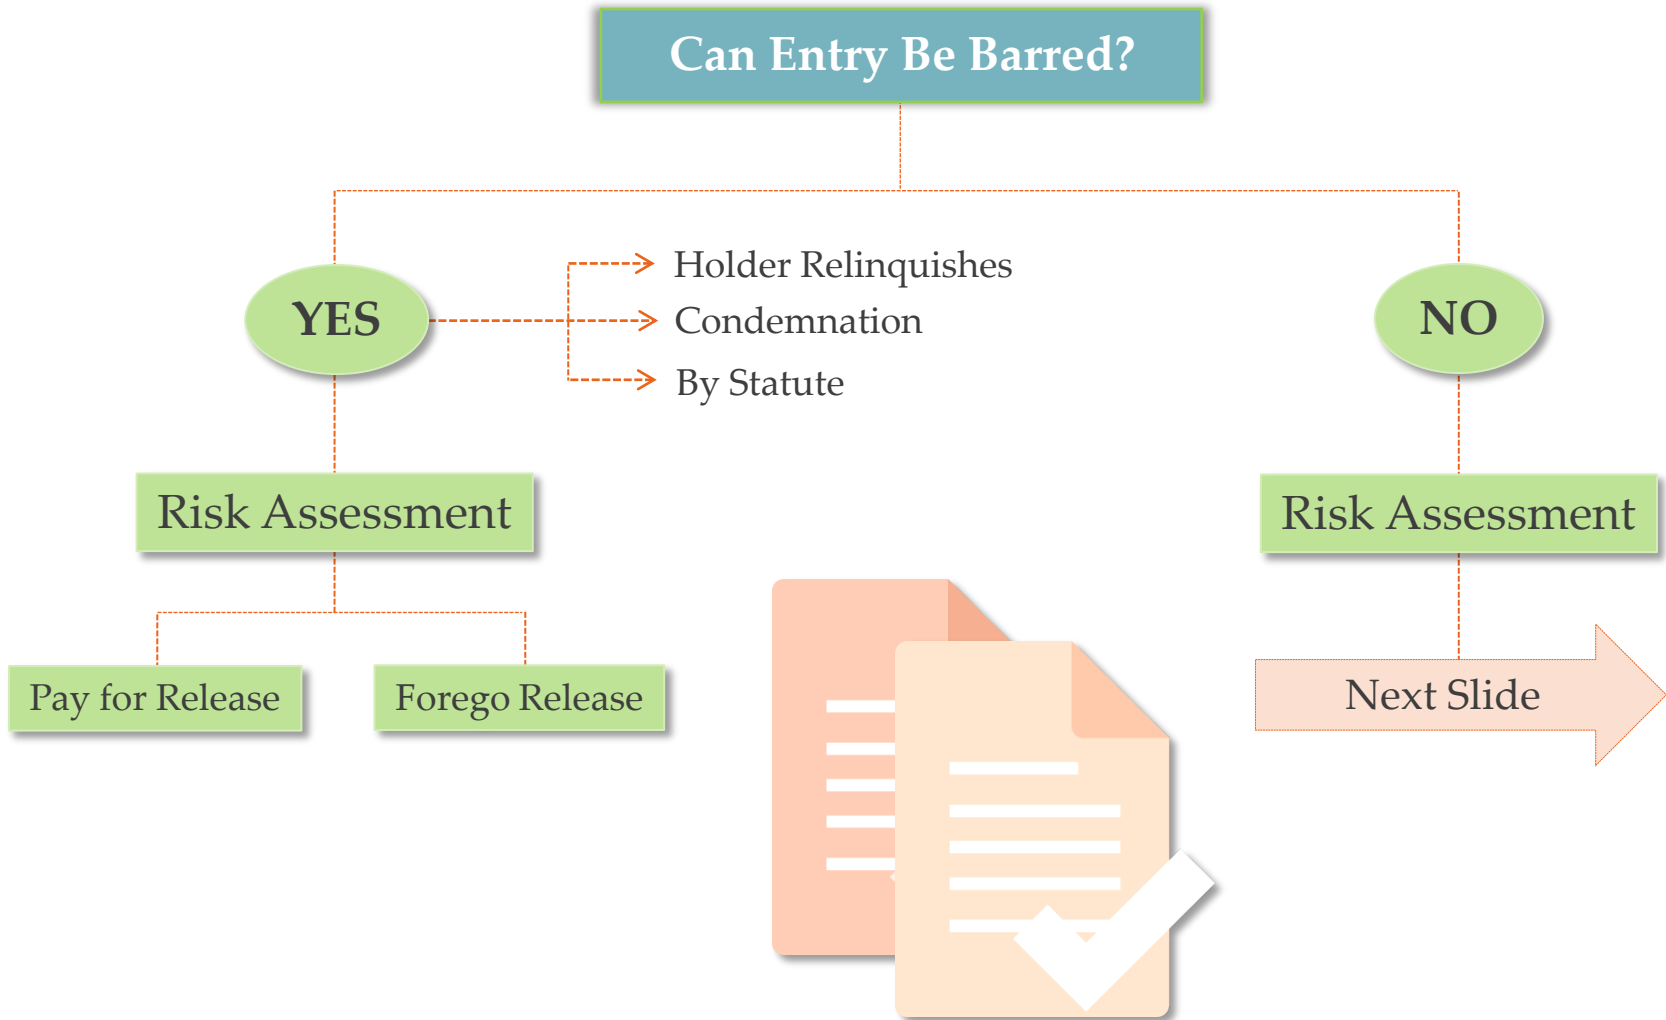 Can Entry Be Barred?
YES
Holder Relinquishes
Condemnation
By Statute
NO
Risk Assessment
Risk Assessment
Pay for Release
Forego Release
Next Slide